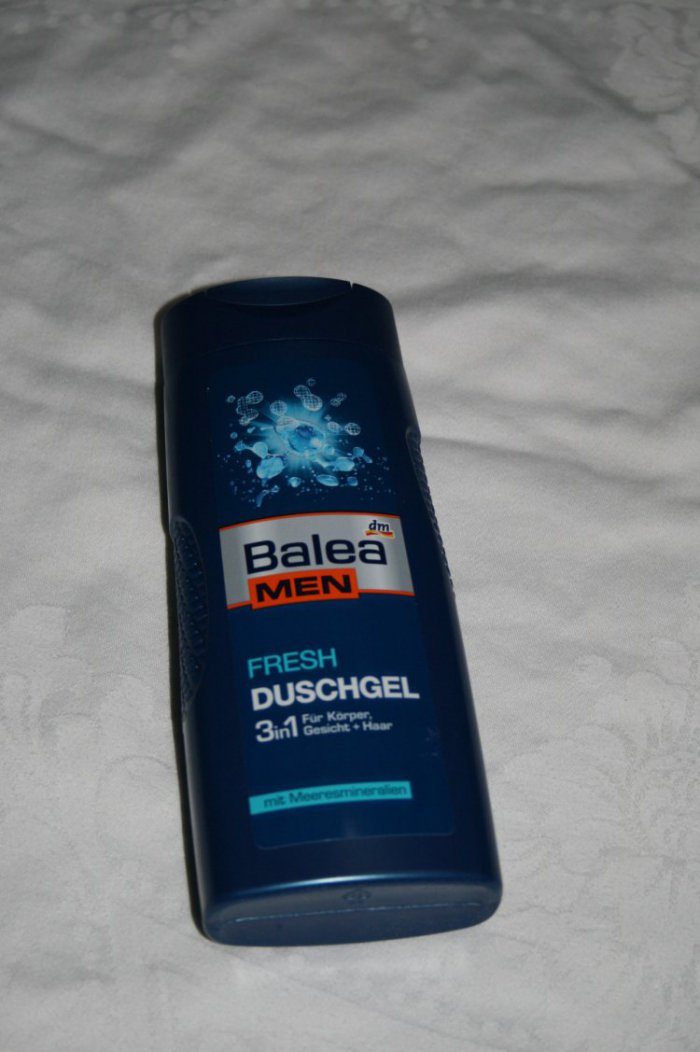 dm
Balea
MEN
FRESH
DUSCHGEL
3in1 Für Körper,
Gesicht + Haar
mit Meeresmineralien